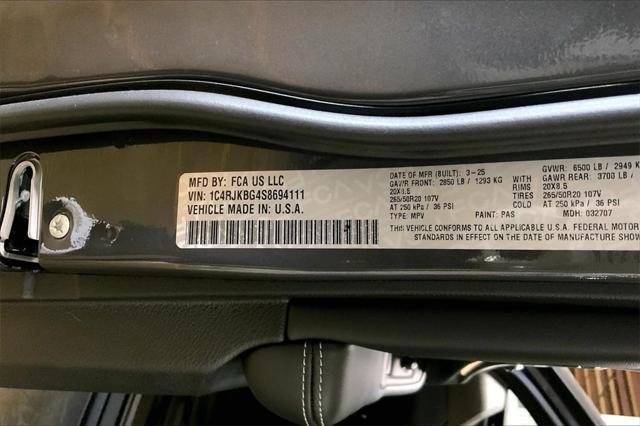 MFD BY: FCA US LLC
VIN: 1C4RJKBG4S8694111
VEHICLE MADE IN U.S.A.
DATE OF MFR (BUILT): 3-25
GAWR FRONT: 2850 LB / 1293 KG
20X8.5
265/50R20 107V
AT 250 kPa / 36 PSI
TYPE: MPV
PAINT: PAS
WITH
RIMS
TIRES
COLD
GVWR: 6500 LB / 2949 K
GAWR REAR: 3700 LB /
20X8.5
265/50R20 107V
AT 250 kPa / 36 PSI
MDH: 032707
THIS VEHICLE CONFORMS TO ALL APPLICABLE U.S.A. FEDERAL MOTOR
STANDARDS IN EFFECT ON THE DATE OF MANUFACTURE SHOW